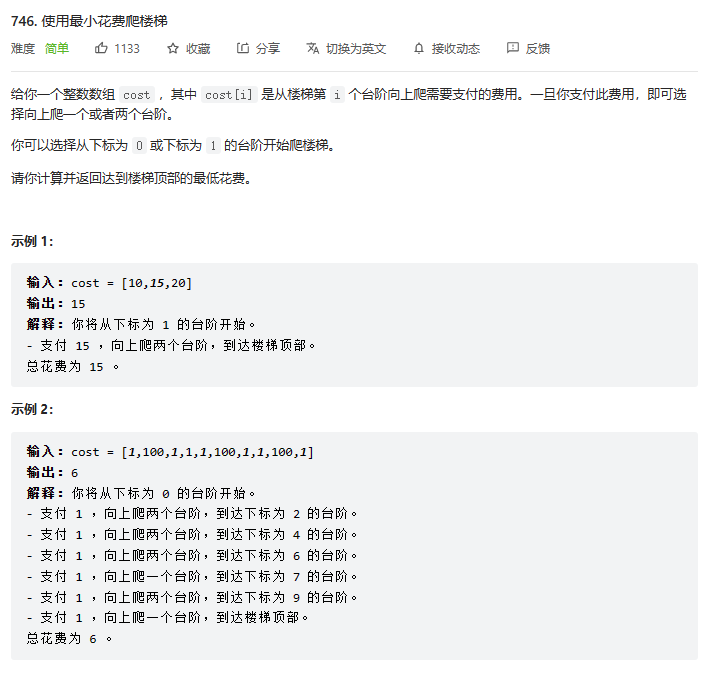 746. 使用最小花费爬楼梯
难度 简单 1133 收藏 分享 切换为英文 接收动态 反馈
给你一个整数数组 cost ，其中 cost[i] 是从楼梯第 i 个台阶向上爬需要支付的费用。一旦你支付此费用，即可选
择向上爬一个或者两个台阶。
你可以选择从下标为 0 或下标为 1 的台阶开始爬楼梯。
请你计算并返回达到楼梯顶部的最低花费。
示例 1：
输入：cost = [10,15,20]
输出：15
解释：你将从下标为 1 的台阶开始。
- 支付 15 ，向上爬两个台阶，到达楼梯顶部。
总花费为 15 。
示例 2：
输入：cost = [1,100,1,1,1,100,1,1,100,1]
输出：6
解释：你将从下标为 0 的台阶开始。
- 支付 1 ，向上爬两个台阶，到达下标为 2 的台阶。
- 支付 1 ，向上爬两个台阶，到达下标为 4 的台阶。
- 支付 1 ，向上爬两个台阶，到达下标为 6 的台阶。
- 支付 1 ，向上爬一个台阶，到达下标为 7 的台阶。
- 支付 1 ，向上爬两个台阶，到达下标为 9 的台阶。
- 支付 1 ，向上爬一个台阶，到达楼梯顶部。
总花费为 6 。